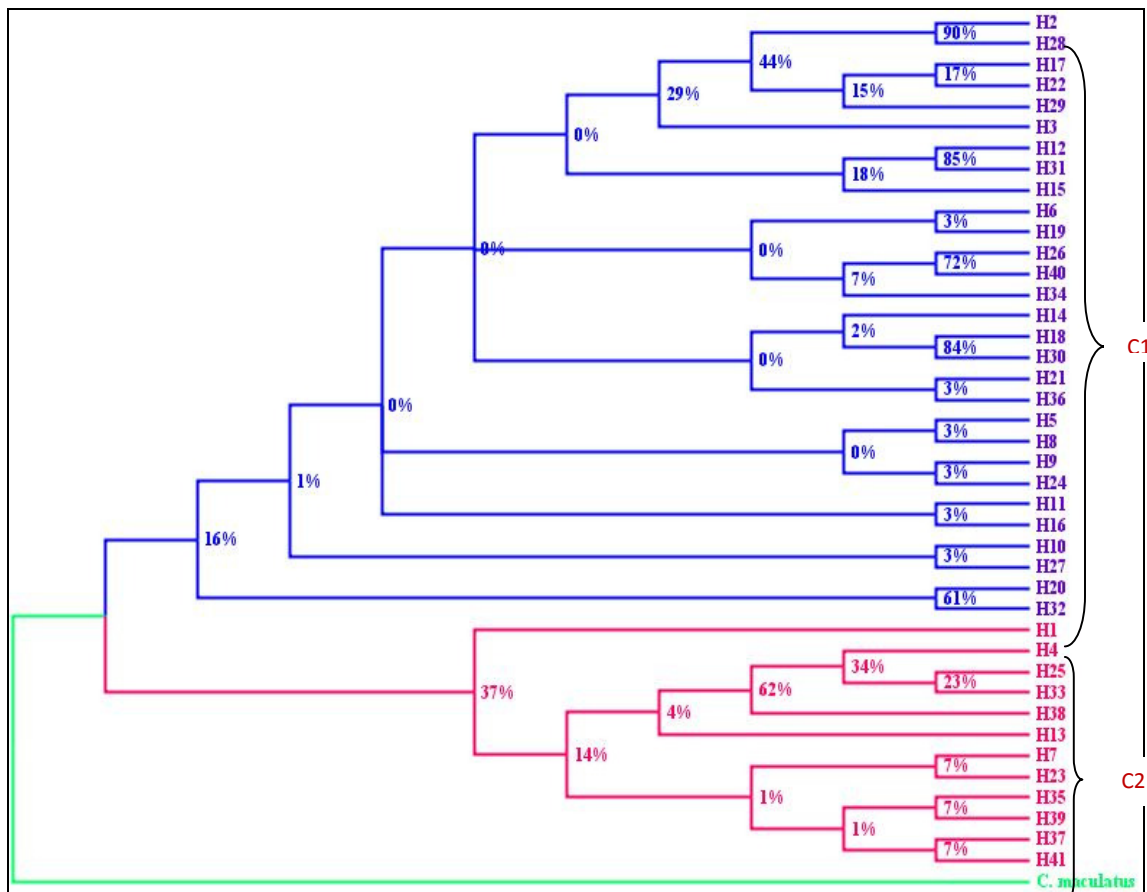 H2
90%
H28
44%
H17
17%
H22
29%
15%
H29
H3
0%
H12
85%
H31
18%
H15
H6
3%
H19
0%
0%
H26
72%
H40
7%
H34
H14
2%
H18
84%
H30
0%
H21
3%
H36
0%
H5
3%
H8
0%
H9
3%
H24
1%
H11
3%
H16
16%
H10
3%
H27
H20
61%
H32
C1
H1
H4
34%
H25
23%
H33
37%
62%
H38
4%
H13
14%
H7
7%
H23
1%
H35
7%
H39
1%
H37
7%
H41
C2
C. maculatus